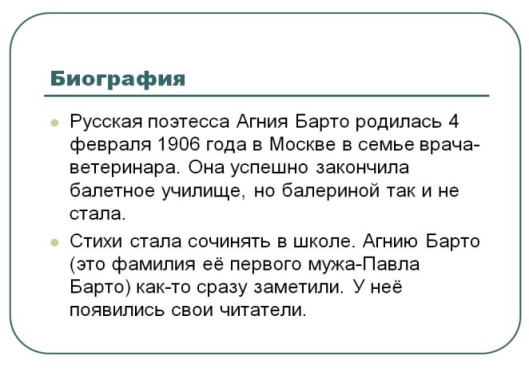 Биография
Русская поэтесса Агния Барто родилась 4
февраля 1906 года в Москве в семье врача-
ветеринара. Она успешно закончила
балетное училище, но балериной так и не
стала.
Стихи стала сочинять в школе. Агнию Барто
(это фамилия её первого мужа-Павла
Барто) как-то сразу заметили. У неё
появились свои читатели.